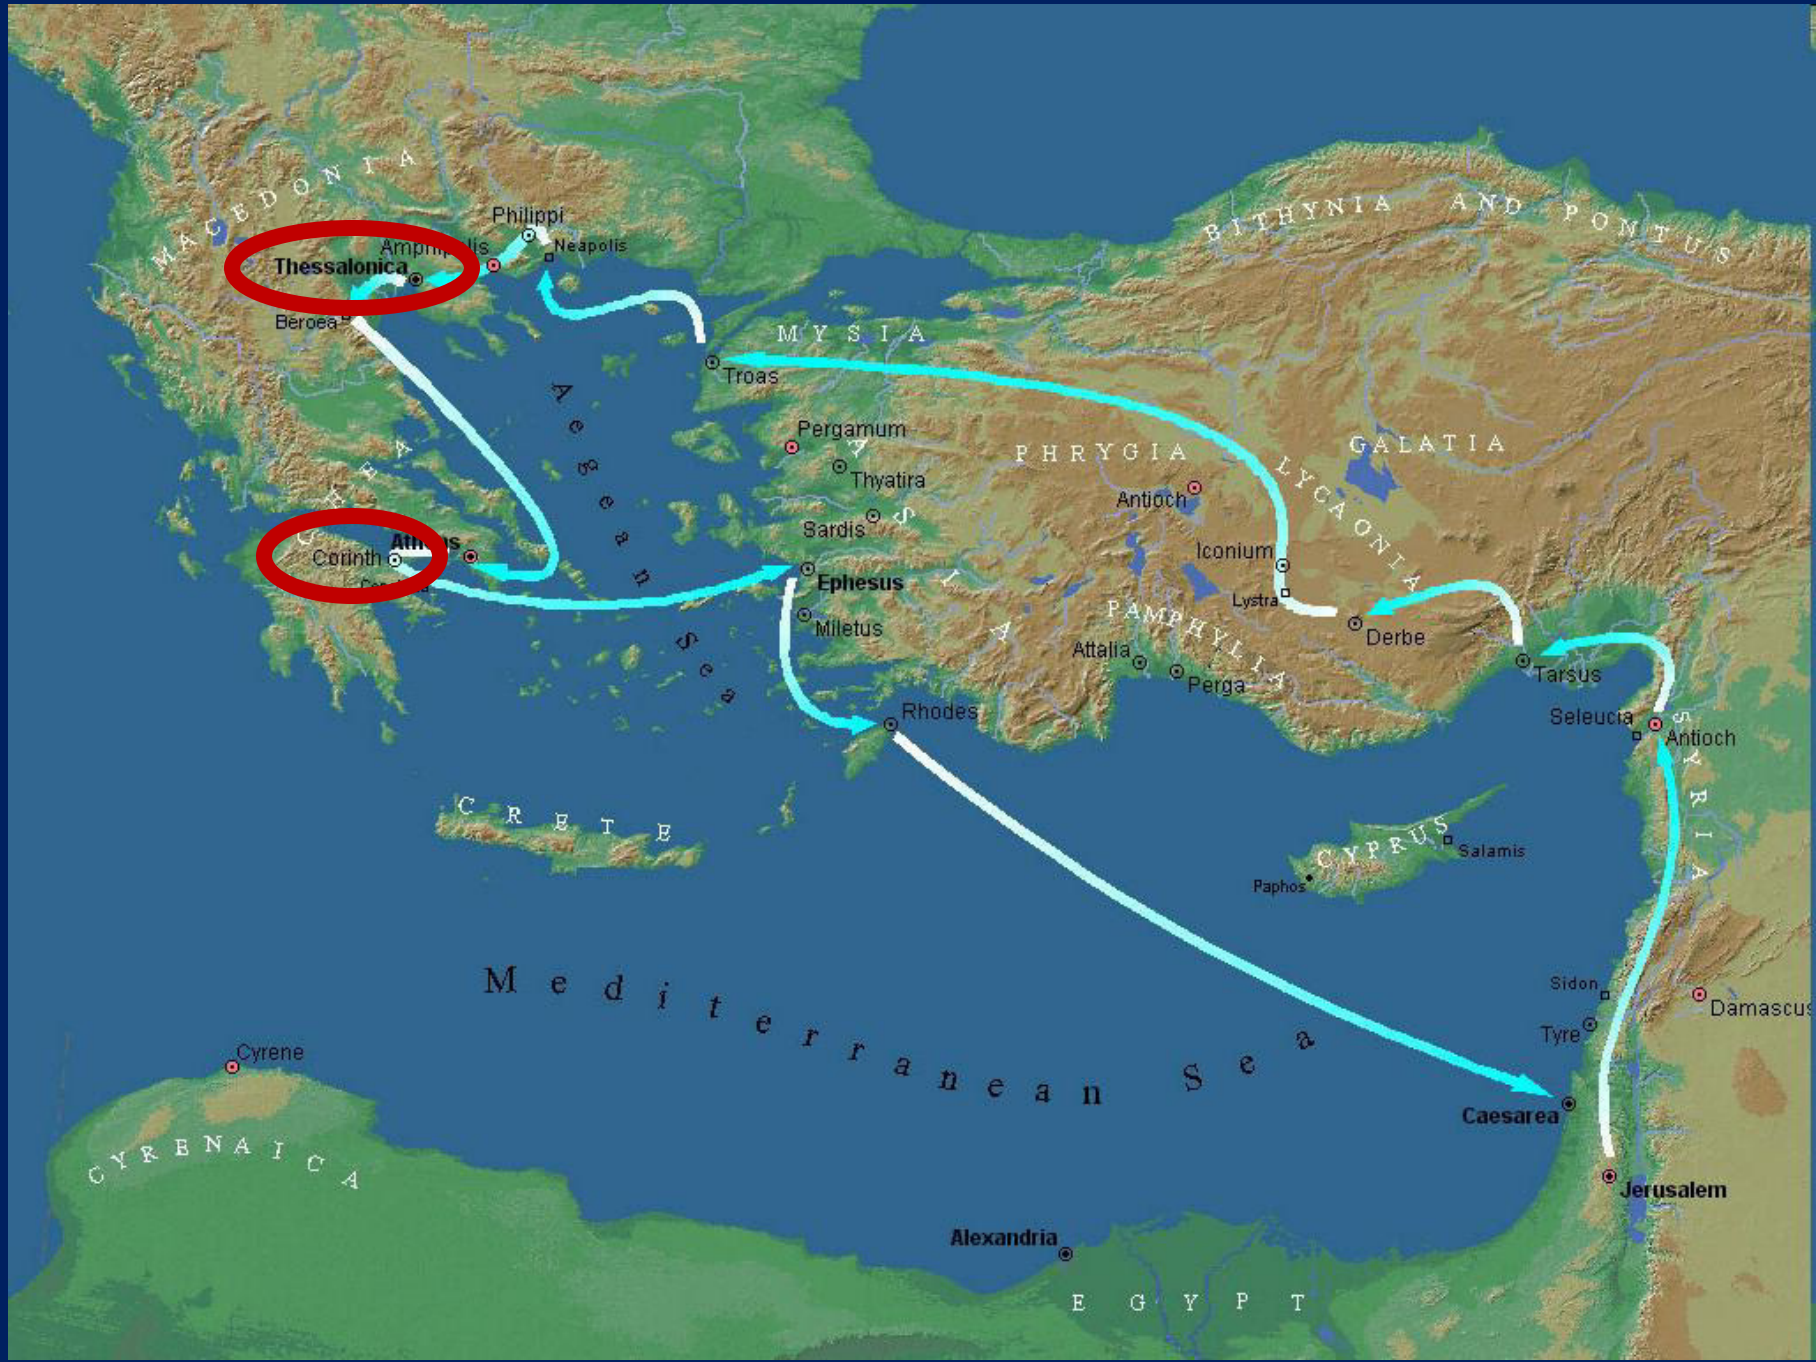 MACEDONIA
BITHYNIA AND PONTUS
Philippi
Neapolis
Amphipolis
Thessalonica
Beroea
MYSIA
Troas
Aegean Sea
Pergamum
ASIA
Thyatira
PHRYGIA
GALATIA
LYCAONIA
Antioch
ACHEA
Sardis
Corinth
Athens
Iconium
Ephesus
Lystra
Miletus
PAMPHYLIA
Derbe
Attalia
Perga
Tarsus
Rhodes
Seleucia
Antioch
SYRIA
CRETE
CYPRUS
Salamis
Paphos
Mediterranean Sea
Sidon
Damascus
Tyre
Cyrene
Caesarea
CYRENAICA
Jerusalem
Alexandria
EGYPT